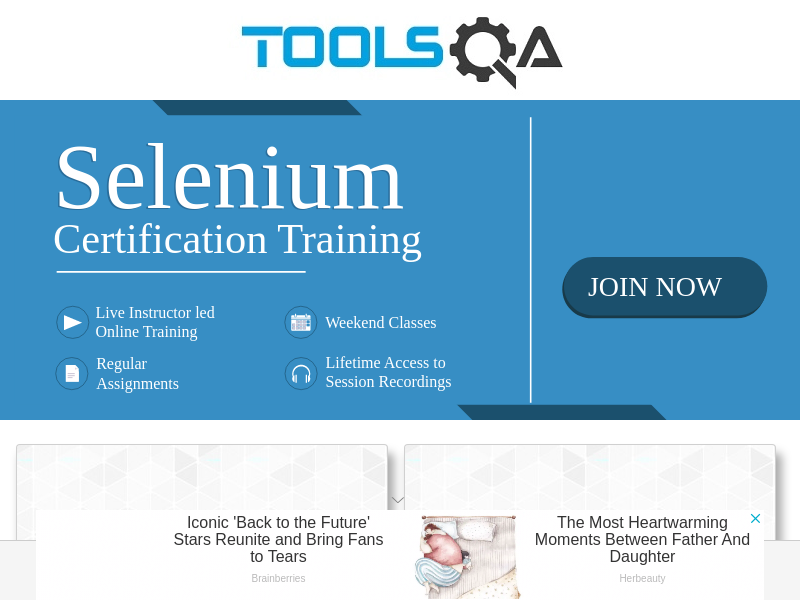 TOOLSQA
Selenium
Certification Training
JOIN NOW
Live Instructor led
Online Training
Weekend Classes
Regular
Assignments
Lifetime Access to
Session Recordings
Iconic 'Back to the Future'
Stars Reunite and Bring Fans
to Tears
Brainberries
The Most Heartwarming
Moments Between Father And
Daughter
Herbeauty